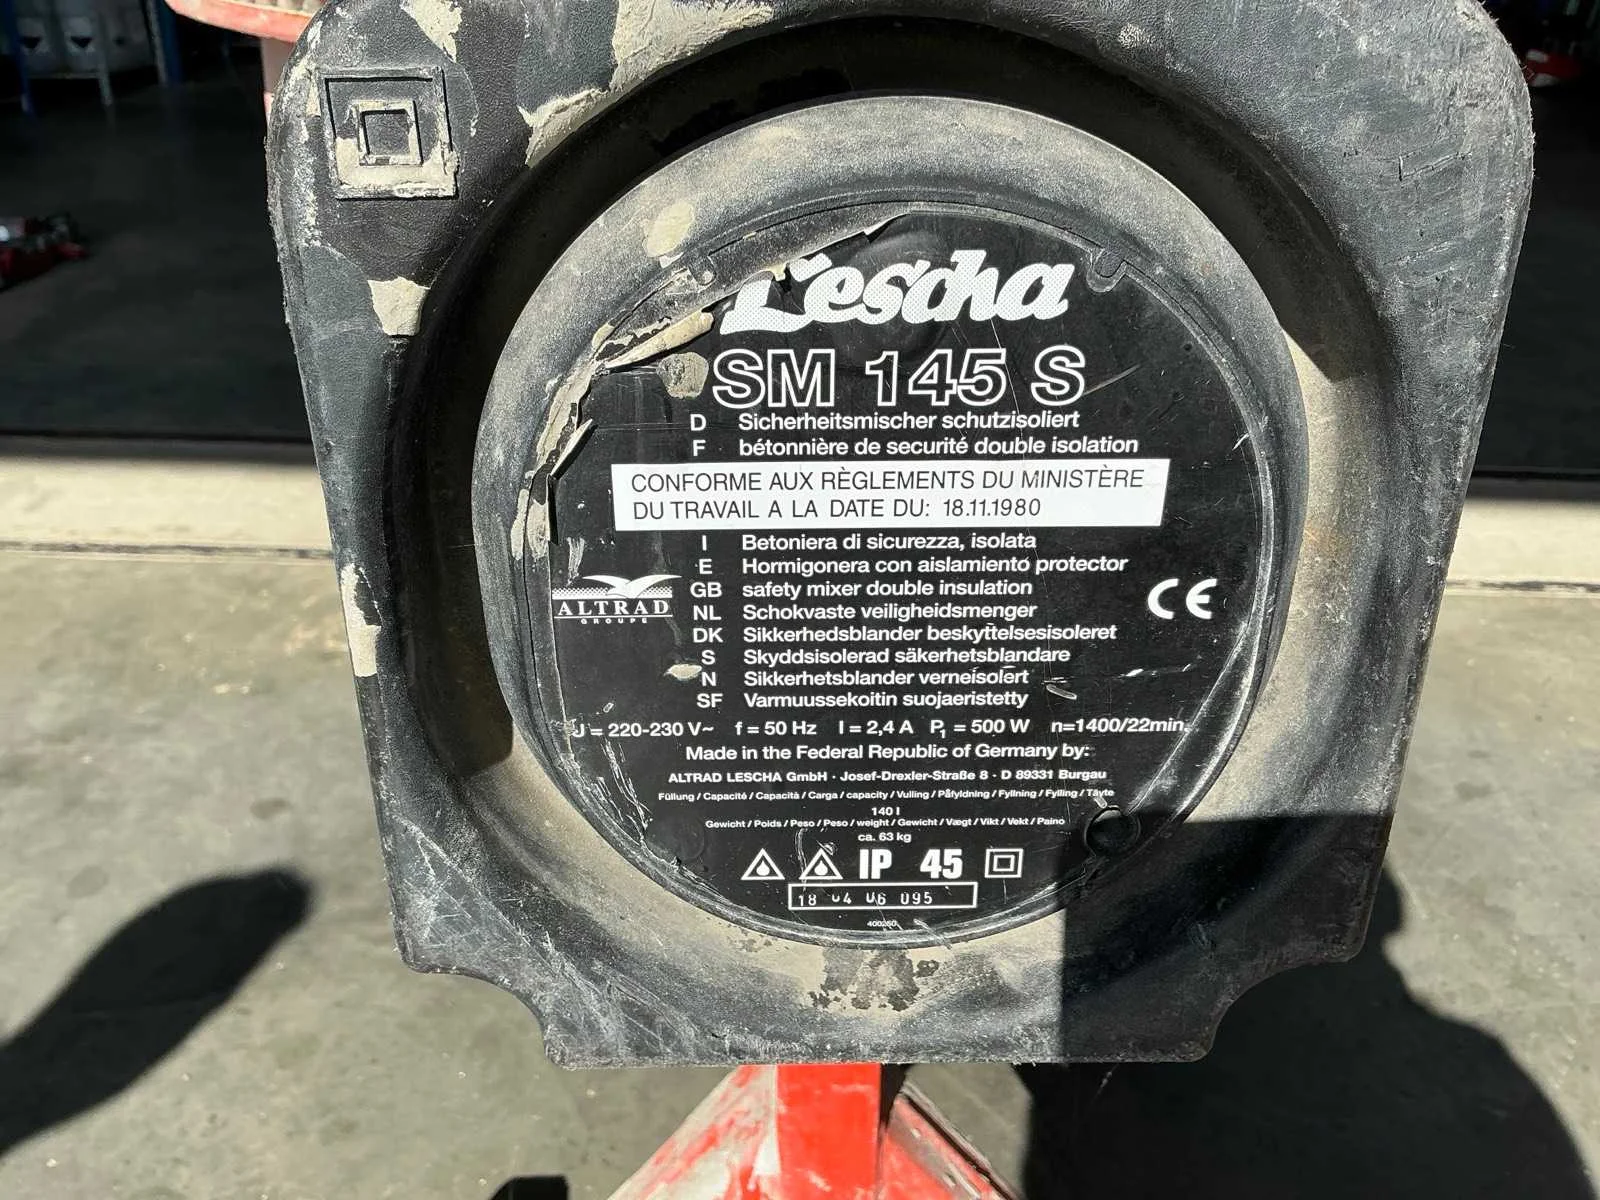 Lescha
SM 145 S
D Sicherheitsmischer schutzisoliert
F bétonnière de securité double isolation
CONFORME AUX RÈGLEMENTS DU MINISTÈRE
DU TRAVAIL A LA DATE DU: 18.11.1980
I Betoniera di sicurezza, isolata
E Hormigonera con aislamiento protector
GB safety mixer double insulation
NL Schokvaste veiligheidsmenger
DK Sikkerhedsblander beskyttelsesisoleret
S Skyddsisolerad säkerhetsblandare
N Sikkerhetsblander verneisolert
SF Varmuussekoitin suojaeristetty
ALTRAD
GROUPE
CE
U = 220-230 V~ f = 50 Hz I = 2,4 A P1 = 500 W n=1400/22min.
Made in the Federal Republic of Germany by:
ALTRAD LESCHA GmbH · Josef-Drexler-Straße 8 · D 89331 Burgau
Füllung / Capacité / Capacità / Carga / capacity / Vulling / Påfyldning / Fyllning / Fylling / Täyte
140 l
Gewicht / Poids / Peso / Peso / weight / Gewicht / Vægt / Vikt / Vekt / Paino
ca. 63 kg
IP 45
18 04 06 095